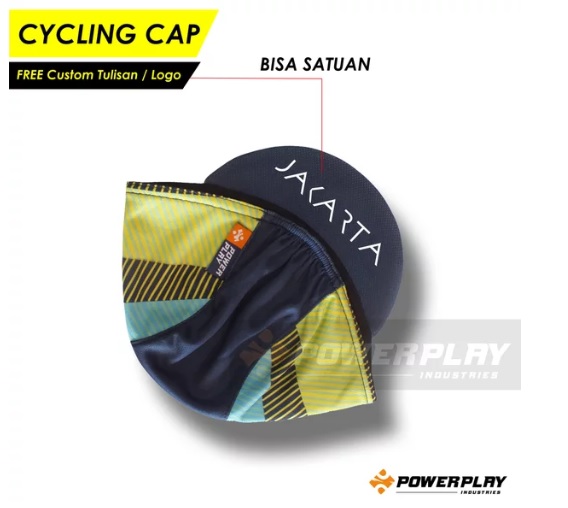 CYCLING CAP
FREE Custom Tulisan / Logo
BISA SATUAN
JAKARTA
POWER
PLAY
POWERPLAY
INDUSTRIES
POWERPLAY
INDUSTRIES